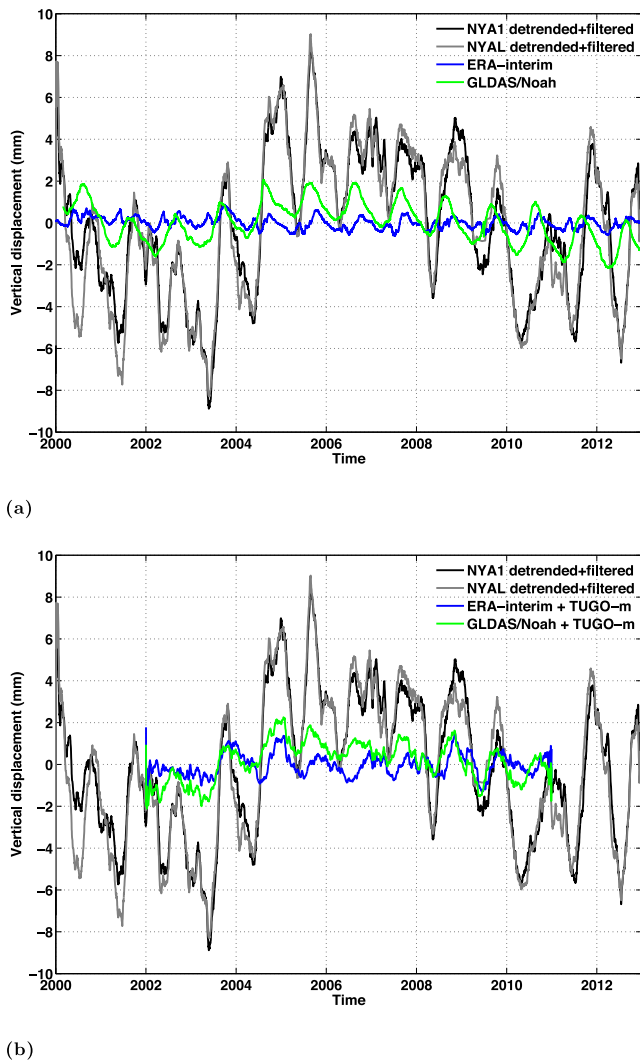 NYA1 detrended+filtered
NYAL detrended+filtered
ERA−interim
GLDAS/Noah
Vertical displacement (mm)
10
8
6
4
2
0
−2
−4
−6
−8
−10
2000 2002 2004 2006 2008 2010 2012
Time
(a)
NYA1 detrended+filtered
NYAL detrended+filtered
ERA−interim + TUGO−m
GLDAS/Noah + TUGO−m
Vertical displacement (mm)
10
8
6
4
2
0
−2
−4
−6
−8
−10
2000 2002 2004 2006 2008 2010 2012
Time
(b)